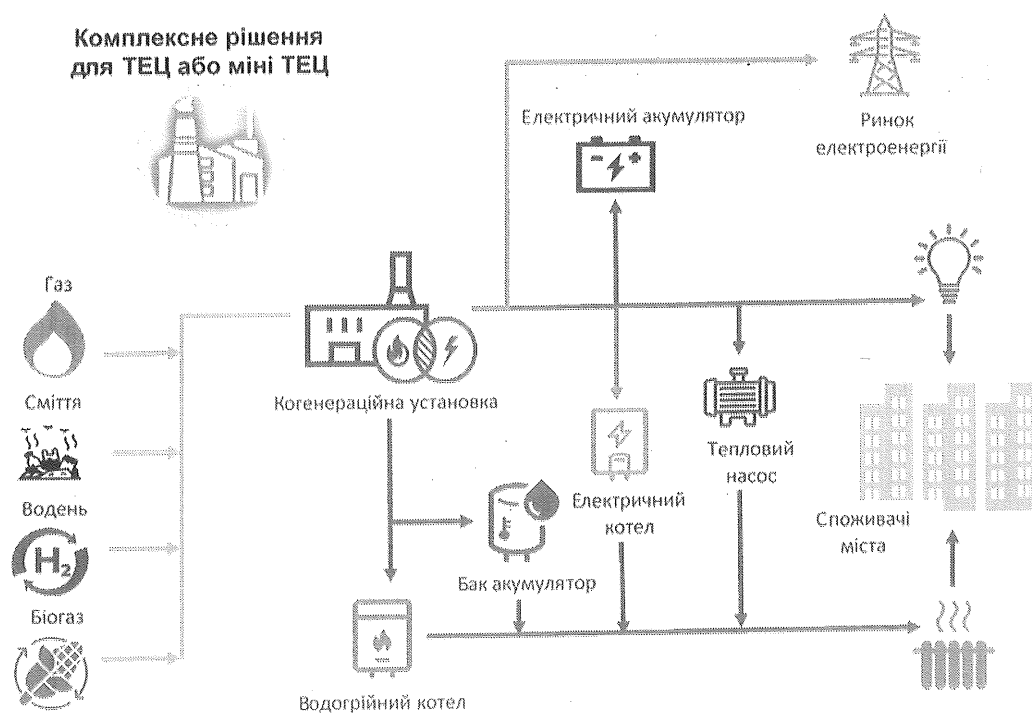 Комплексне рішення
для ТЕЦ або міні ТЕЦ
Електричний акумулятор
Ринок
електроенергії
Газ
Сміття
Водень
H₂
Біогаз
Когенераційна установка
Тепловий
насос
Електричний
котел
Споживачі
міста
Бак акумулятор
Водогрійний котел